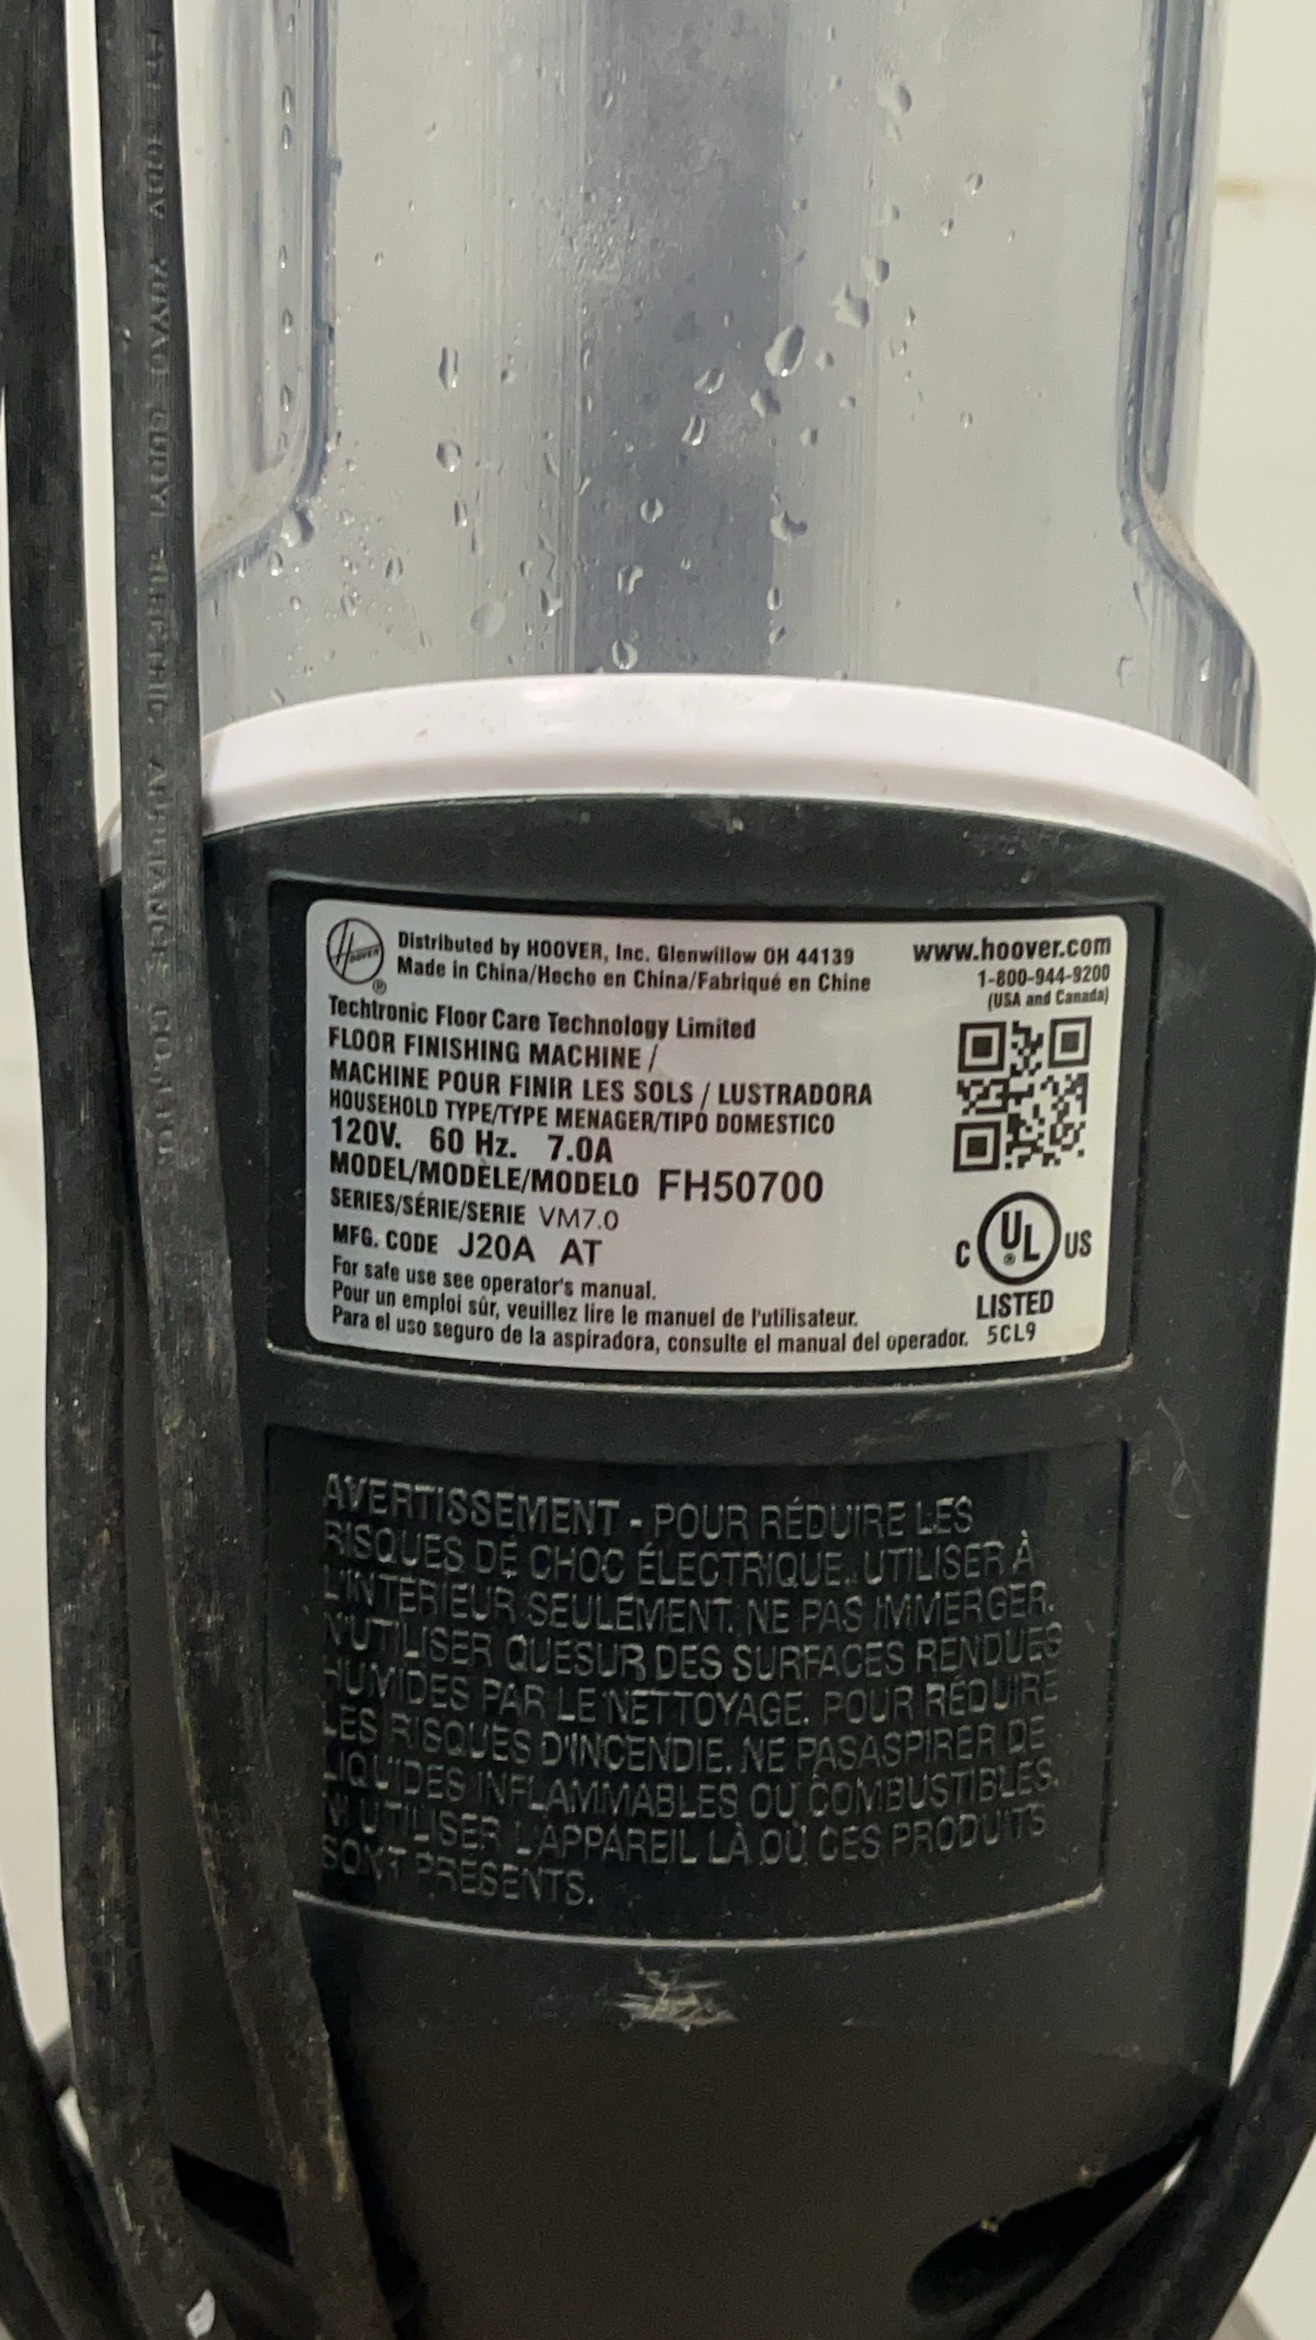 HOOVER
®
Distributed by HOOVER, Inc. Glenwillow OH 44139
Made in China/Hecho en China/Fabriqué en Chine
www.hoover.com
1-800-944-9200
(USA and Canada)
Techtronic Floor Care Technology Limited
FLOOR FINISHING MACHINE /
MACHINE POUR FINIR LES SOLS / LUSTRADORA
HOUSEHOLD TYPE/TYPE MENAGER/TIPO DOMESTICO
120V. 60 Hz. 7.0A
MODEL/MODÈLE/MODELO FH50700
SERIES/SÉRIE/SERIE VM7.0
MFG. CODE J20A AT
For safe use see operator's manual.
Pour un emploi sûr, veuillez lire le manuel de l'utilisateur.
Para el uso seguro de la aspiradora, consulte el manual del operador.
C UL ® US
LISTED
5CL9
AVERTISSEMENT - POUR RÉDUIRE LES
RISQUES DE CHOC ÉLECTRIQUE. UTILISER À
L'INTÉRIEUR SEULEMENT. NE PAS IMMERGER.
N'UTILISER QUESUR DES SURFACES RENDUES
HUMIDES PAR LE NETTOYAGE. POUR RÉDUIRE
LES RISQUES D'INCENDIE. NE PASASPIRER DE
LIQUIDES INFLAMMABLES OU COMBUSTIBLES.
N'UTILISER L'APPAREIL LÀ OÙ CES PRODUITS
SONT PRÉSENTS.